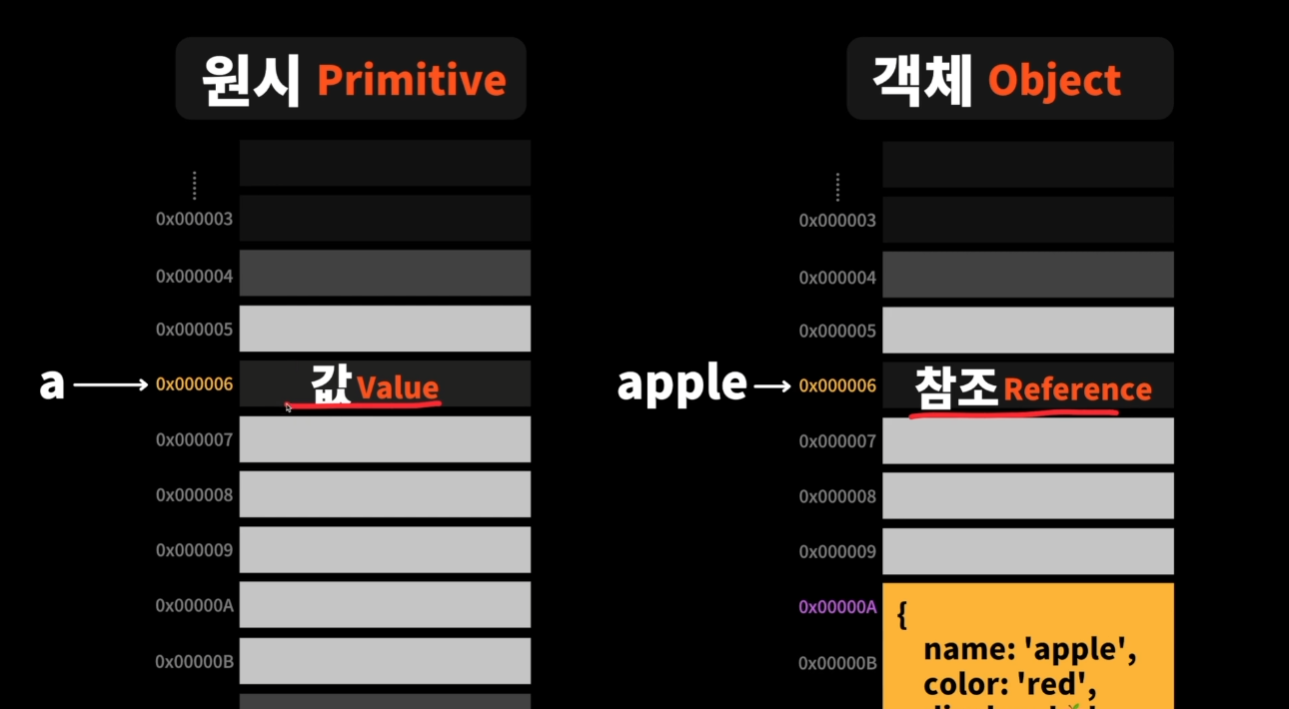 원시 Primitive
0x000003
0x000004
0x000005
a
0x000006
값 Value
0x000007
0x000008
0x000009
0x00000A
0x00000B
객체 Object
0x000003
0x000004
0x000005
apple
0x000006
참조 Reference
0x000007
0x000008
0x000009
0x00000A
0x00000B
{
name: 'apple',
color: 'red',